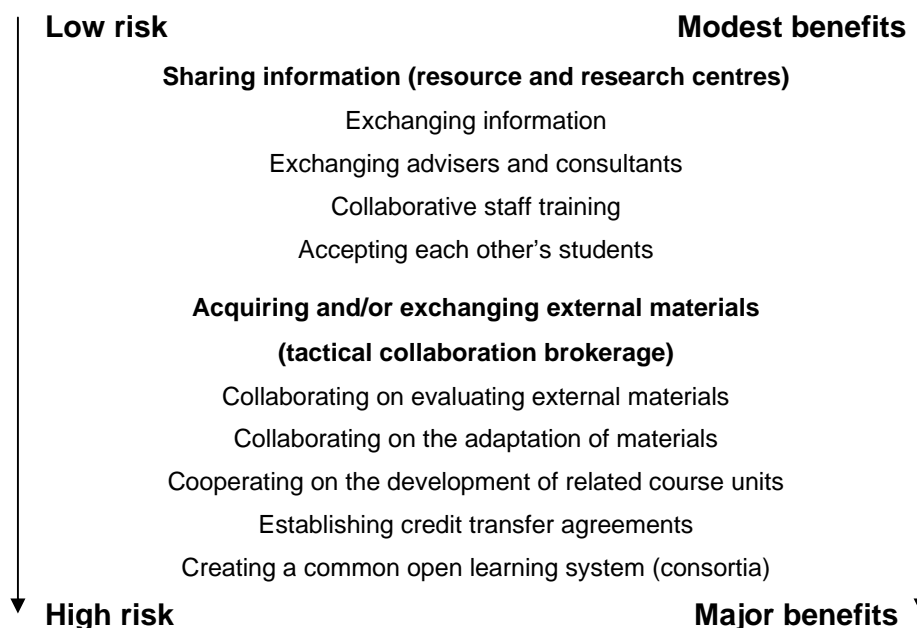 Low risk Modest benefits
Sharing information (resource and research centres)
Exchanging information
Exchanging advisers and consultants
Collaborative staff training
Accepting each other's students
Acquiring and/or exchanging external materials
(tactical collaboration brokerage)
Collaborating on evaluating external materials
Collaborating on the adaptation of materials
Cooperating on the development of related course units
Establishing credit transfer agreements
Creating a common open learning system (consortia)
High risk Major benefits